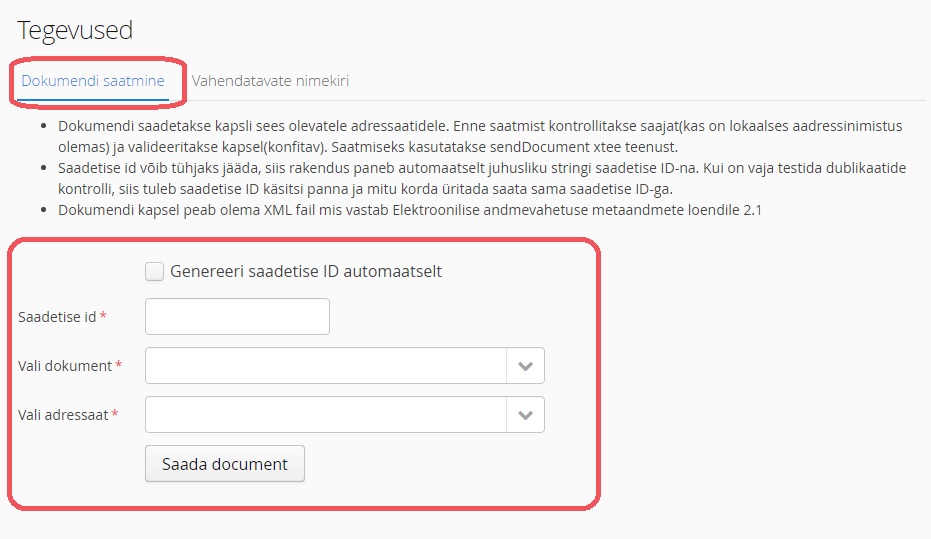 Tegevused
Dokumendi saatmine Vahendatavate nimekiri
• Dokumendi saadetakse kapsli sees olevatele adressaatidele. Enne saatmist kontrollitakse saajat(kas on lokaalses aadressinimistus
olemas) ja valideeritakse kapsel(konfitav). Saatmiseks kasutatakse sendDocument xtee teenust.
• Saadetise id võib tühjaks jääda, siis rakendus paneb automaatselt juhusliku stringi saadetise ID-na. Kui on vaja testida dublikaatide
kontrolli, siis tuleb saadetise ID käsitsi panna ja mitu korda üritada saata sama saadetise ID-ga.
• Dokumendi kapsel peab olema XML fail mis vastab Elektroonilise andmevahetuse metaandmete loendile 2.1
Genereeri saadetise ID automaatselt
Saadetise id *
Vali dokument *
Vali adressaat *
Saada document